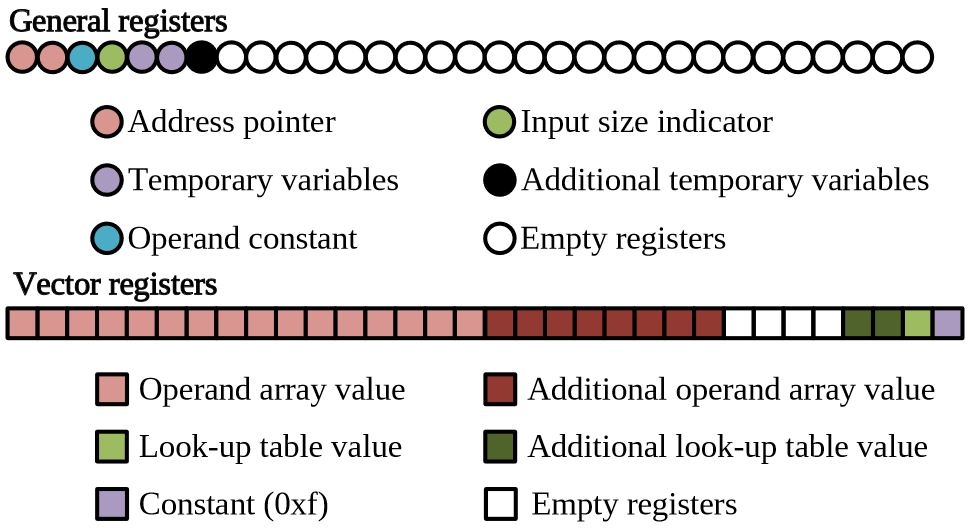 General registers
Address pointer
Input size indicator
Temporary variables
Additional temporary variables
Operand constant
Empty registers
Vector registers
Operand array value
Additional operand array value
Look-up table value
Additional look-up table value
Constant (0xf)
Empty registers